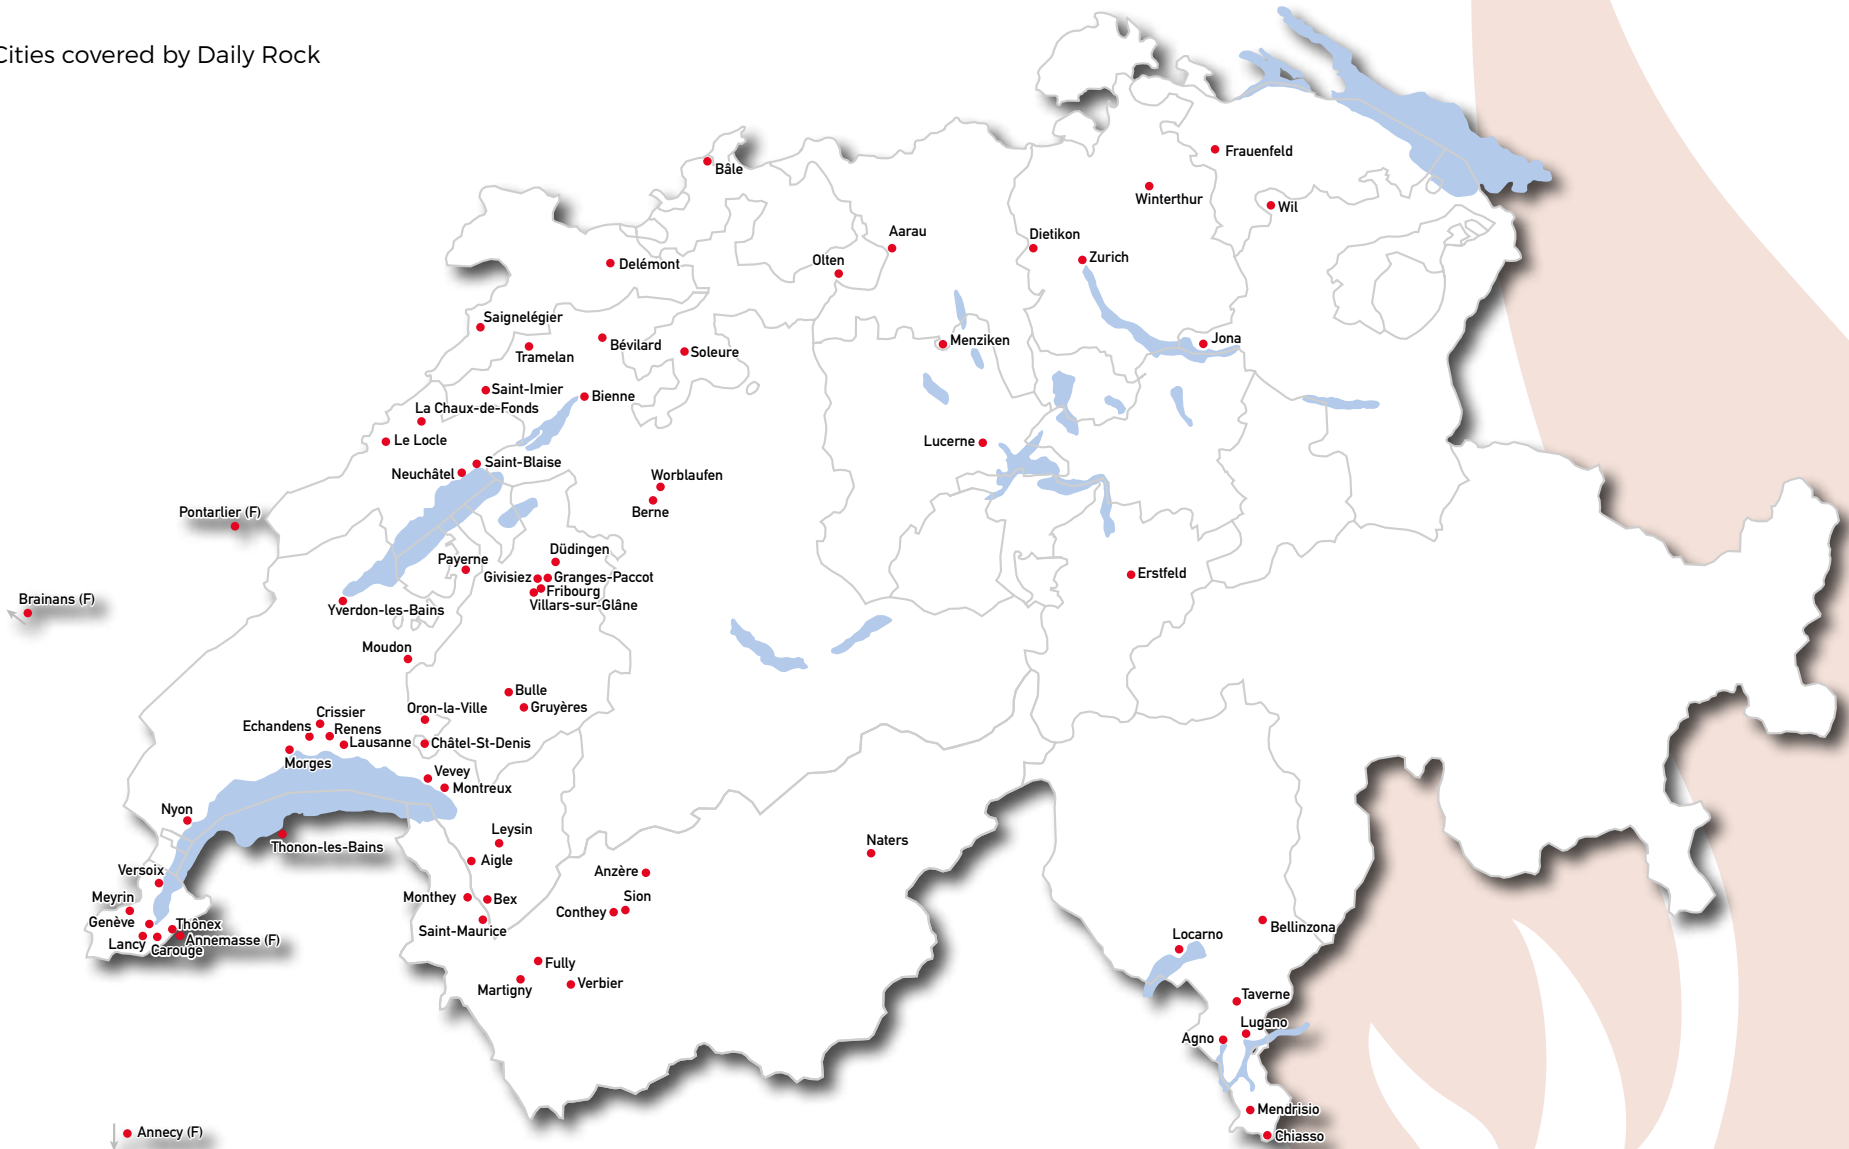 Cities covered by Daily Rock
Bâle
Frauenfeld
Winterthur
Wil
Aarau
Dietikon
Zurich
Olten
Delémont
Saignelégier
Tramelan
Bévilard
Soleure
Menziken
Jona
Saint-Imier
Bienne
La Chaux-de-Fonds
Le Locle
Lucerne
Saint-Blaise
Neuchâtel
Worblaufen
Berne
Pontarlier (F)
Düdingen
Payerne
Givisiez
Granges-Paccot
Fribourg
Villars-sur-Glâne
Erstfeld
Brainans (F)
Yverdon-les-Bains
Moudon
Bulle
Gruyères
Oron-la-Ville
Crissier
Echandens
Renens
Lausanne
Châtel-St-Denis
Morges
Vevey
Montreux
Nyon
Leysin
Thonon-les-Bains
Aigle
Naters
Versoix
Anzère
Meyrin
Monthey
Bex
Sion
Conthey
Genève
Thônex
Saint-Maurice
Lancy
Carouge
Annemasse (F)
Bellinzona
Locarno
Fully
Martigny
Verbier
Taverne
Lugano
Agno
Mendrisio
Annecy (F)
Chiasso